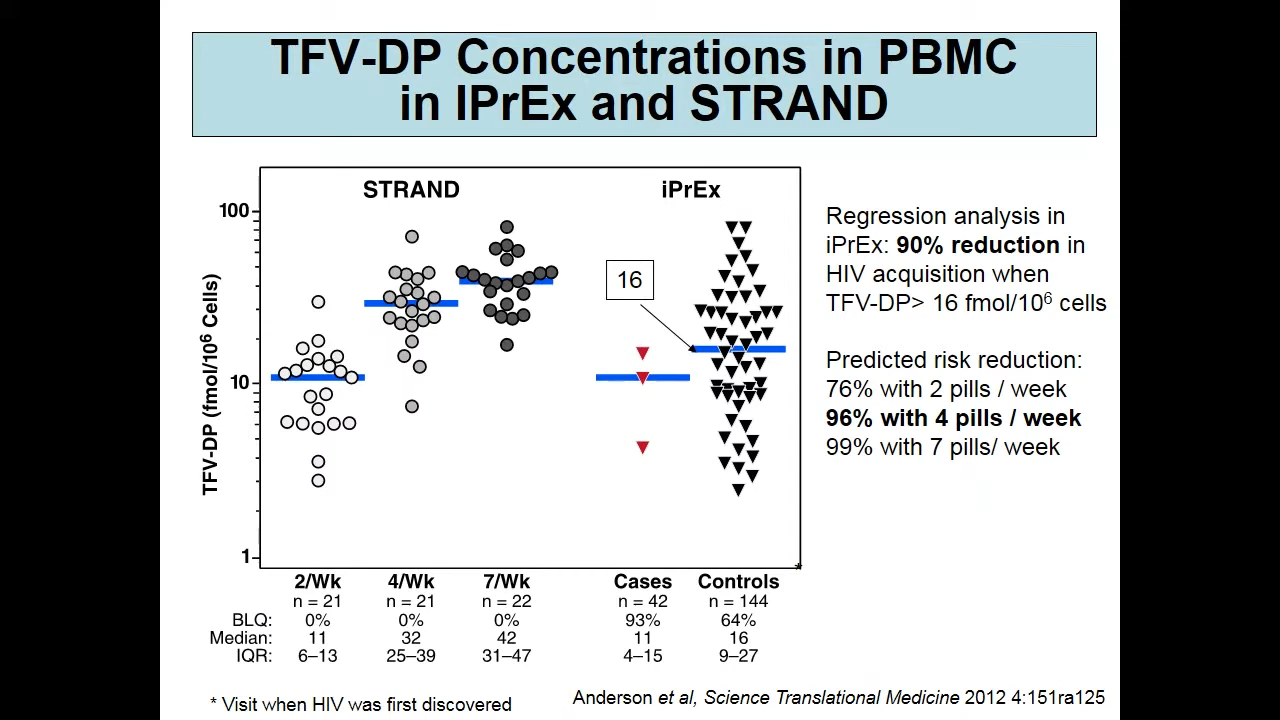 TFV-DP Concentrations in PBMC
in IPrEx and STRAND
STRAND
iPrEx
100
10
1
TFV-DP (fmol/10⁶ Cells)
16
*
2/Wk 4/Wk 7/Wk Cases Controls
n = 21 n = 21 n = 22 n = 42 n = 144
BLQ: 0% 0% 0% 93% 64%
Median: 11 32 42 11 16
IQR: 6–13 25–39 31–47 4–15 9–27
Regression analysis in
iPrEx: 90% reduction in
HIV acquisition when
TFV-DP> 16 fmol/10⁶ cells
Predicted risk reduction:
76% with 2 pills / week
96% with 4 pills / week
99% with 7 pills/ week
* Visit when HIV was first discovered
Anderson et al, Science Translational Medicine 2012 4:151ra125